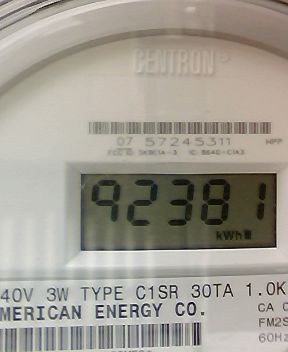 CENTRON®
07 57245311
92381
kWh
40V 3W TYPE C1SR 30TA 1.0K
MERICAN ENERGY CO.
CA
FM2S
60Hz